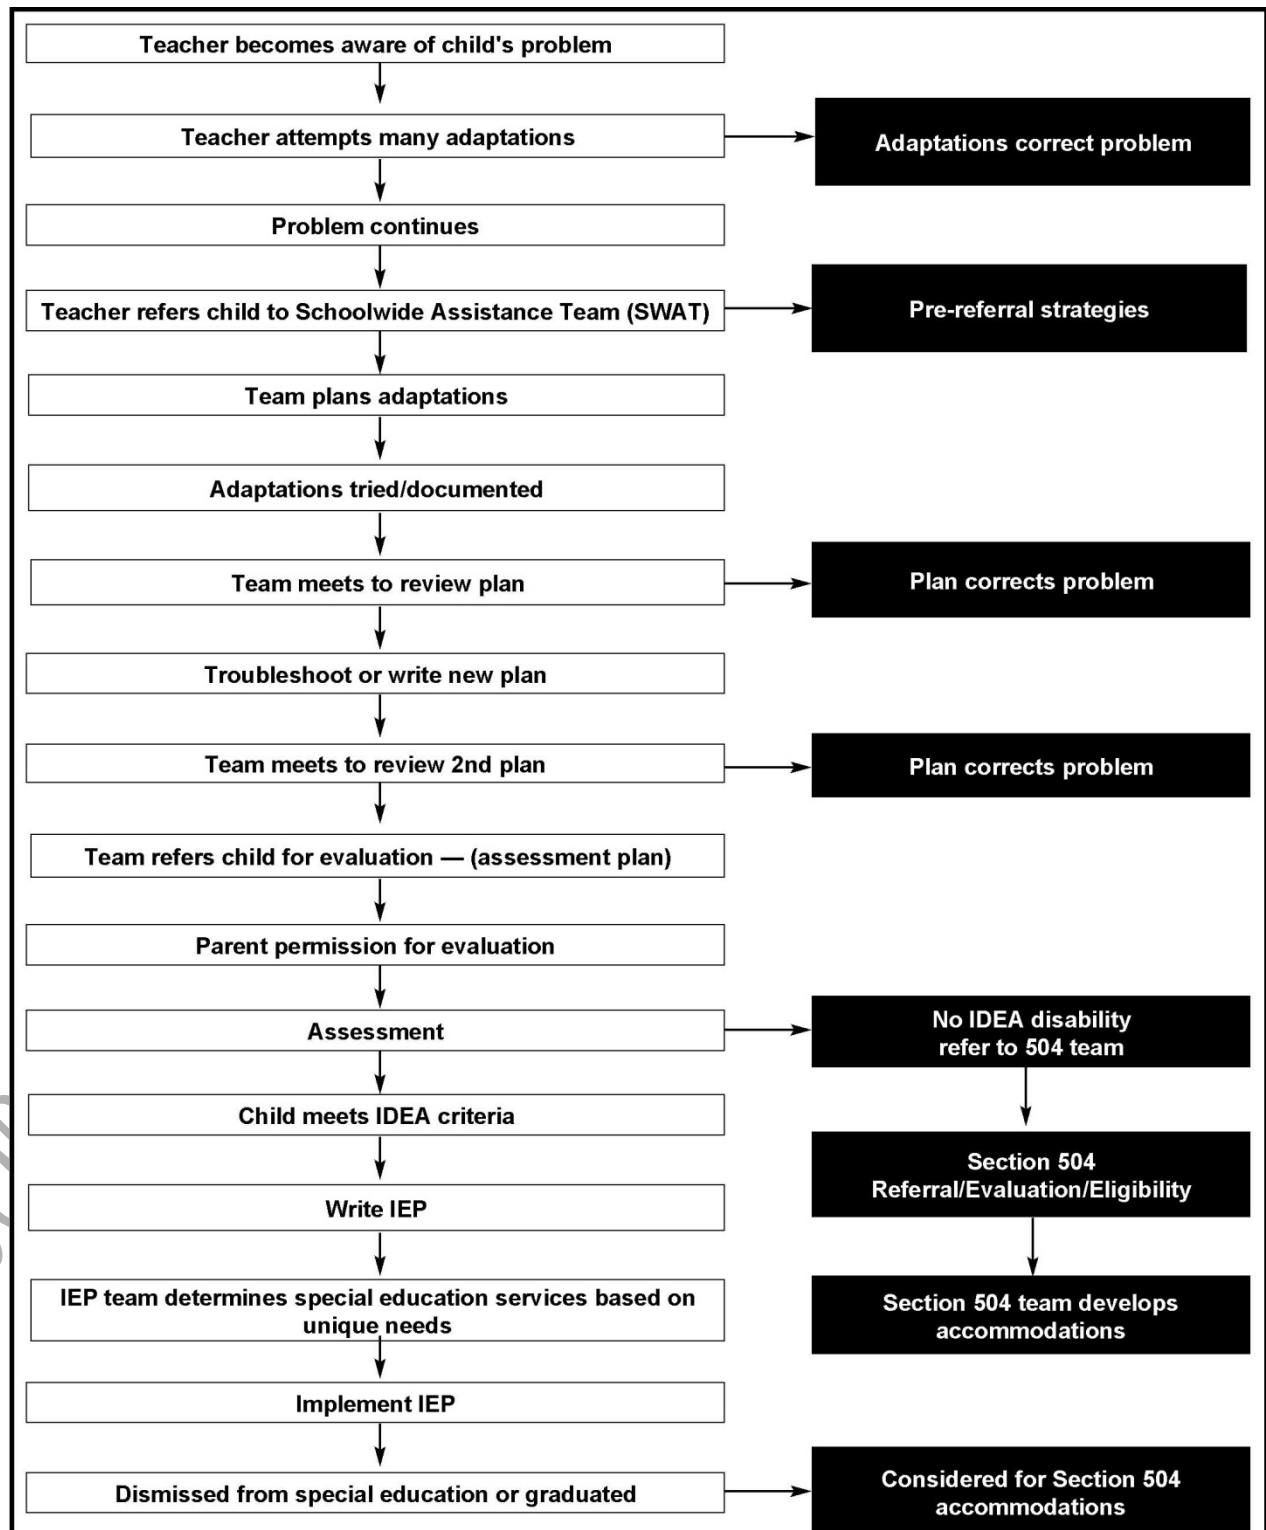 Teacher becomes aware of child's problem
Teacher attempts many adaptations
Adaptations correct problem
Problem continues
Teacher refers child to Schoolwide Assistance Team (SWAT)
Pre-referral strategies
Team plans adaptations
Adaptations tried/documented
Team meets to review plan
Plan corrects problem
Troubleshoot or write new plan
Team meets to review 2nd plan
Plan corrects problem
Team refers child for evaluation — (assessment plan)
Parent permission for evaluation
Assessment
No IDEA disability
refer to 504 team
Child meets IDEA criteria
Section 504
Referral/Evaluation/Eligibility
Write IEP
IEP team determines special education services based on
unique needs
Section 504 team develops
accommodations
Implement IEP
Dismissed from special education or graduated
Considered for Section 504
accommodations